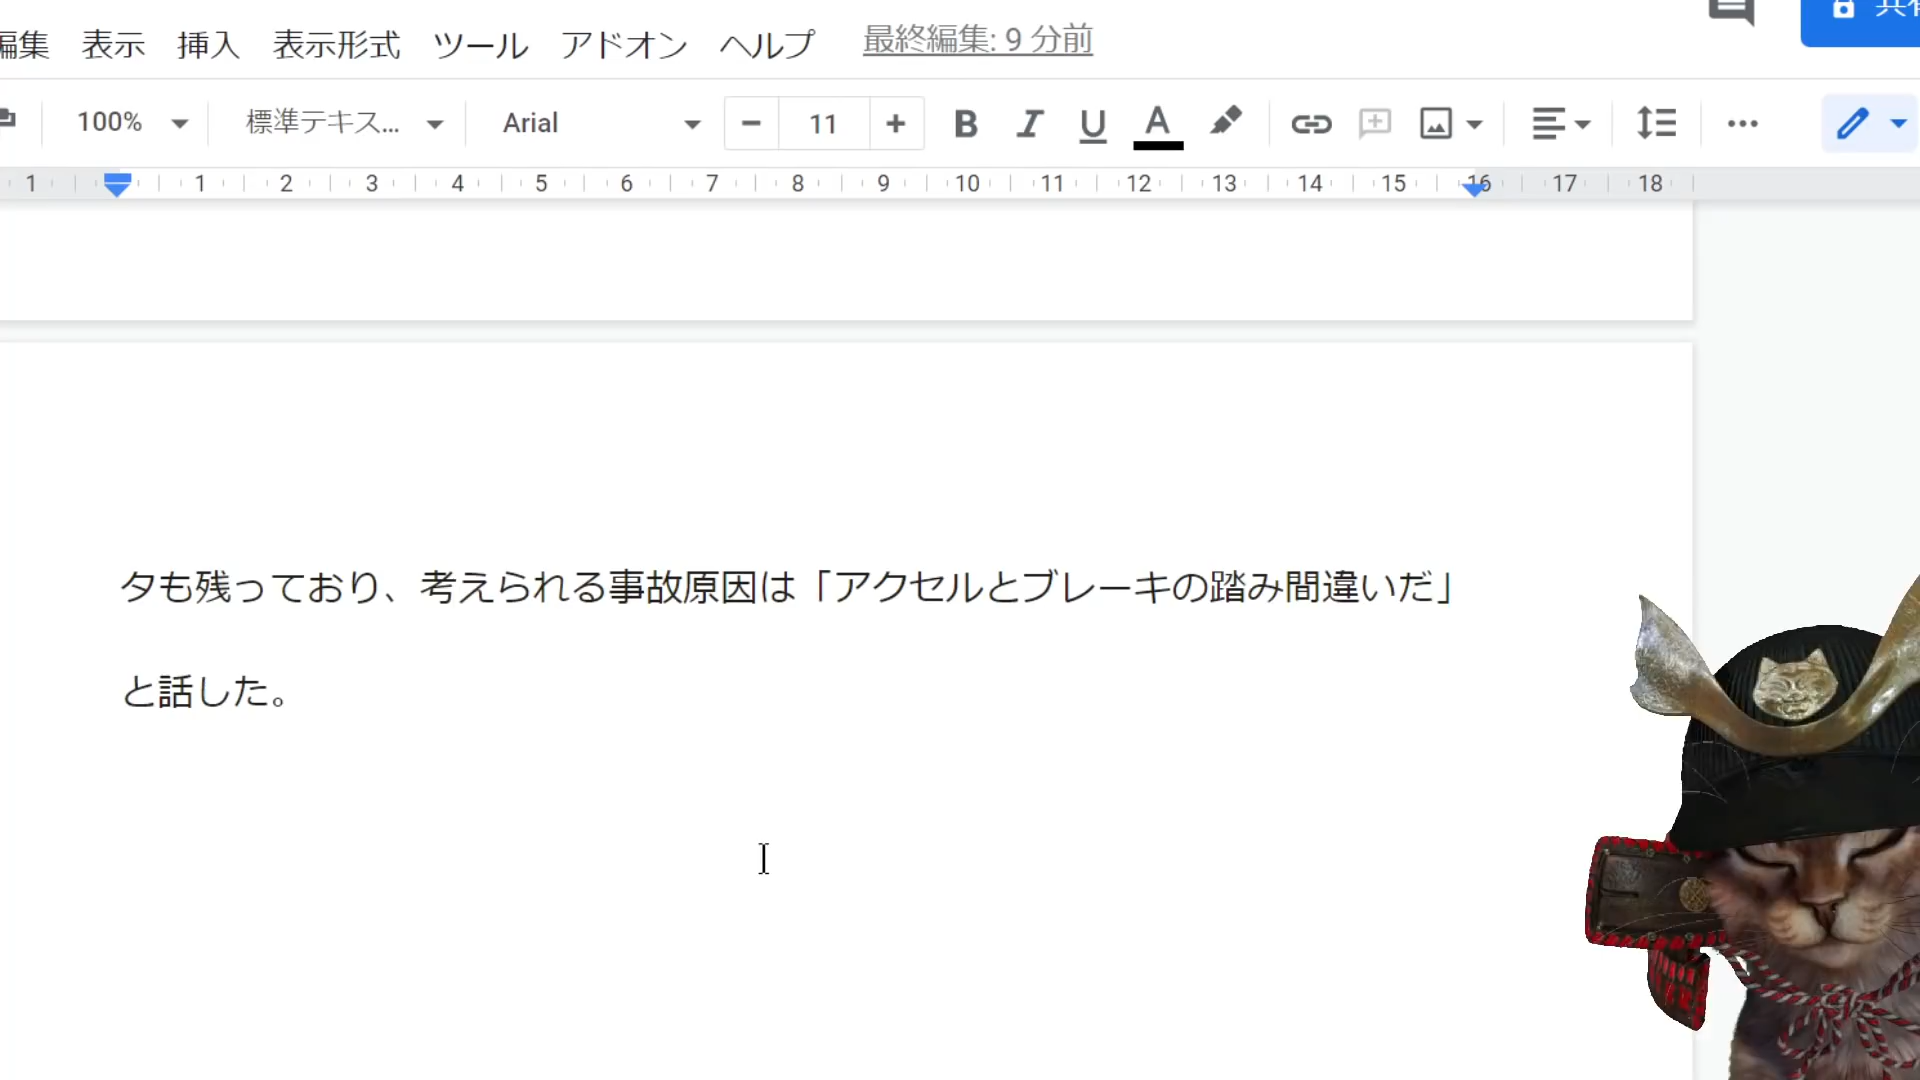 編集 表示 挿入 表示形式 ツール アドオン ヘルプ 最終編集: 9 分前
100% 標準テキス... Arial 11
1 1 2 3 4 5 6 7 8 9 10 11 12 13 14 15 16 17 18
タも残っており、考えられる事故原因は「アクセルとブレーキの踏み間違いだ」
と話した。